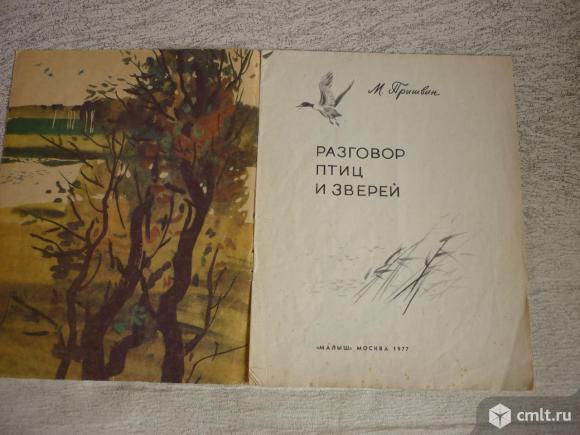 М. Пришвин
РАЗГОВОР
ПТИЦ
И ЗВЕРЕЙ
«МАЛЫШ» МОСКВА 1977
cmlt.ru